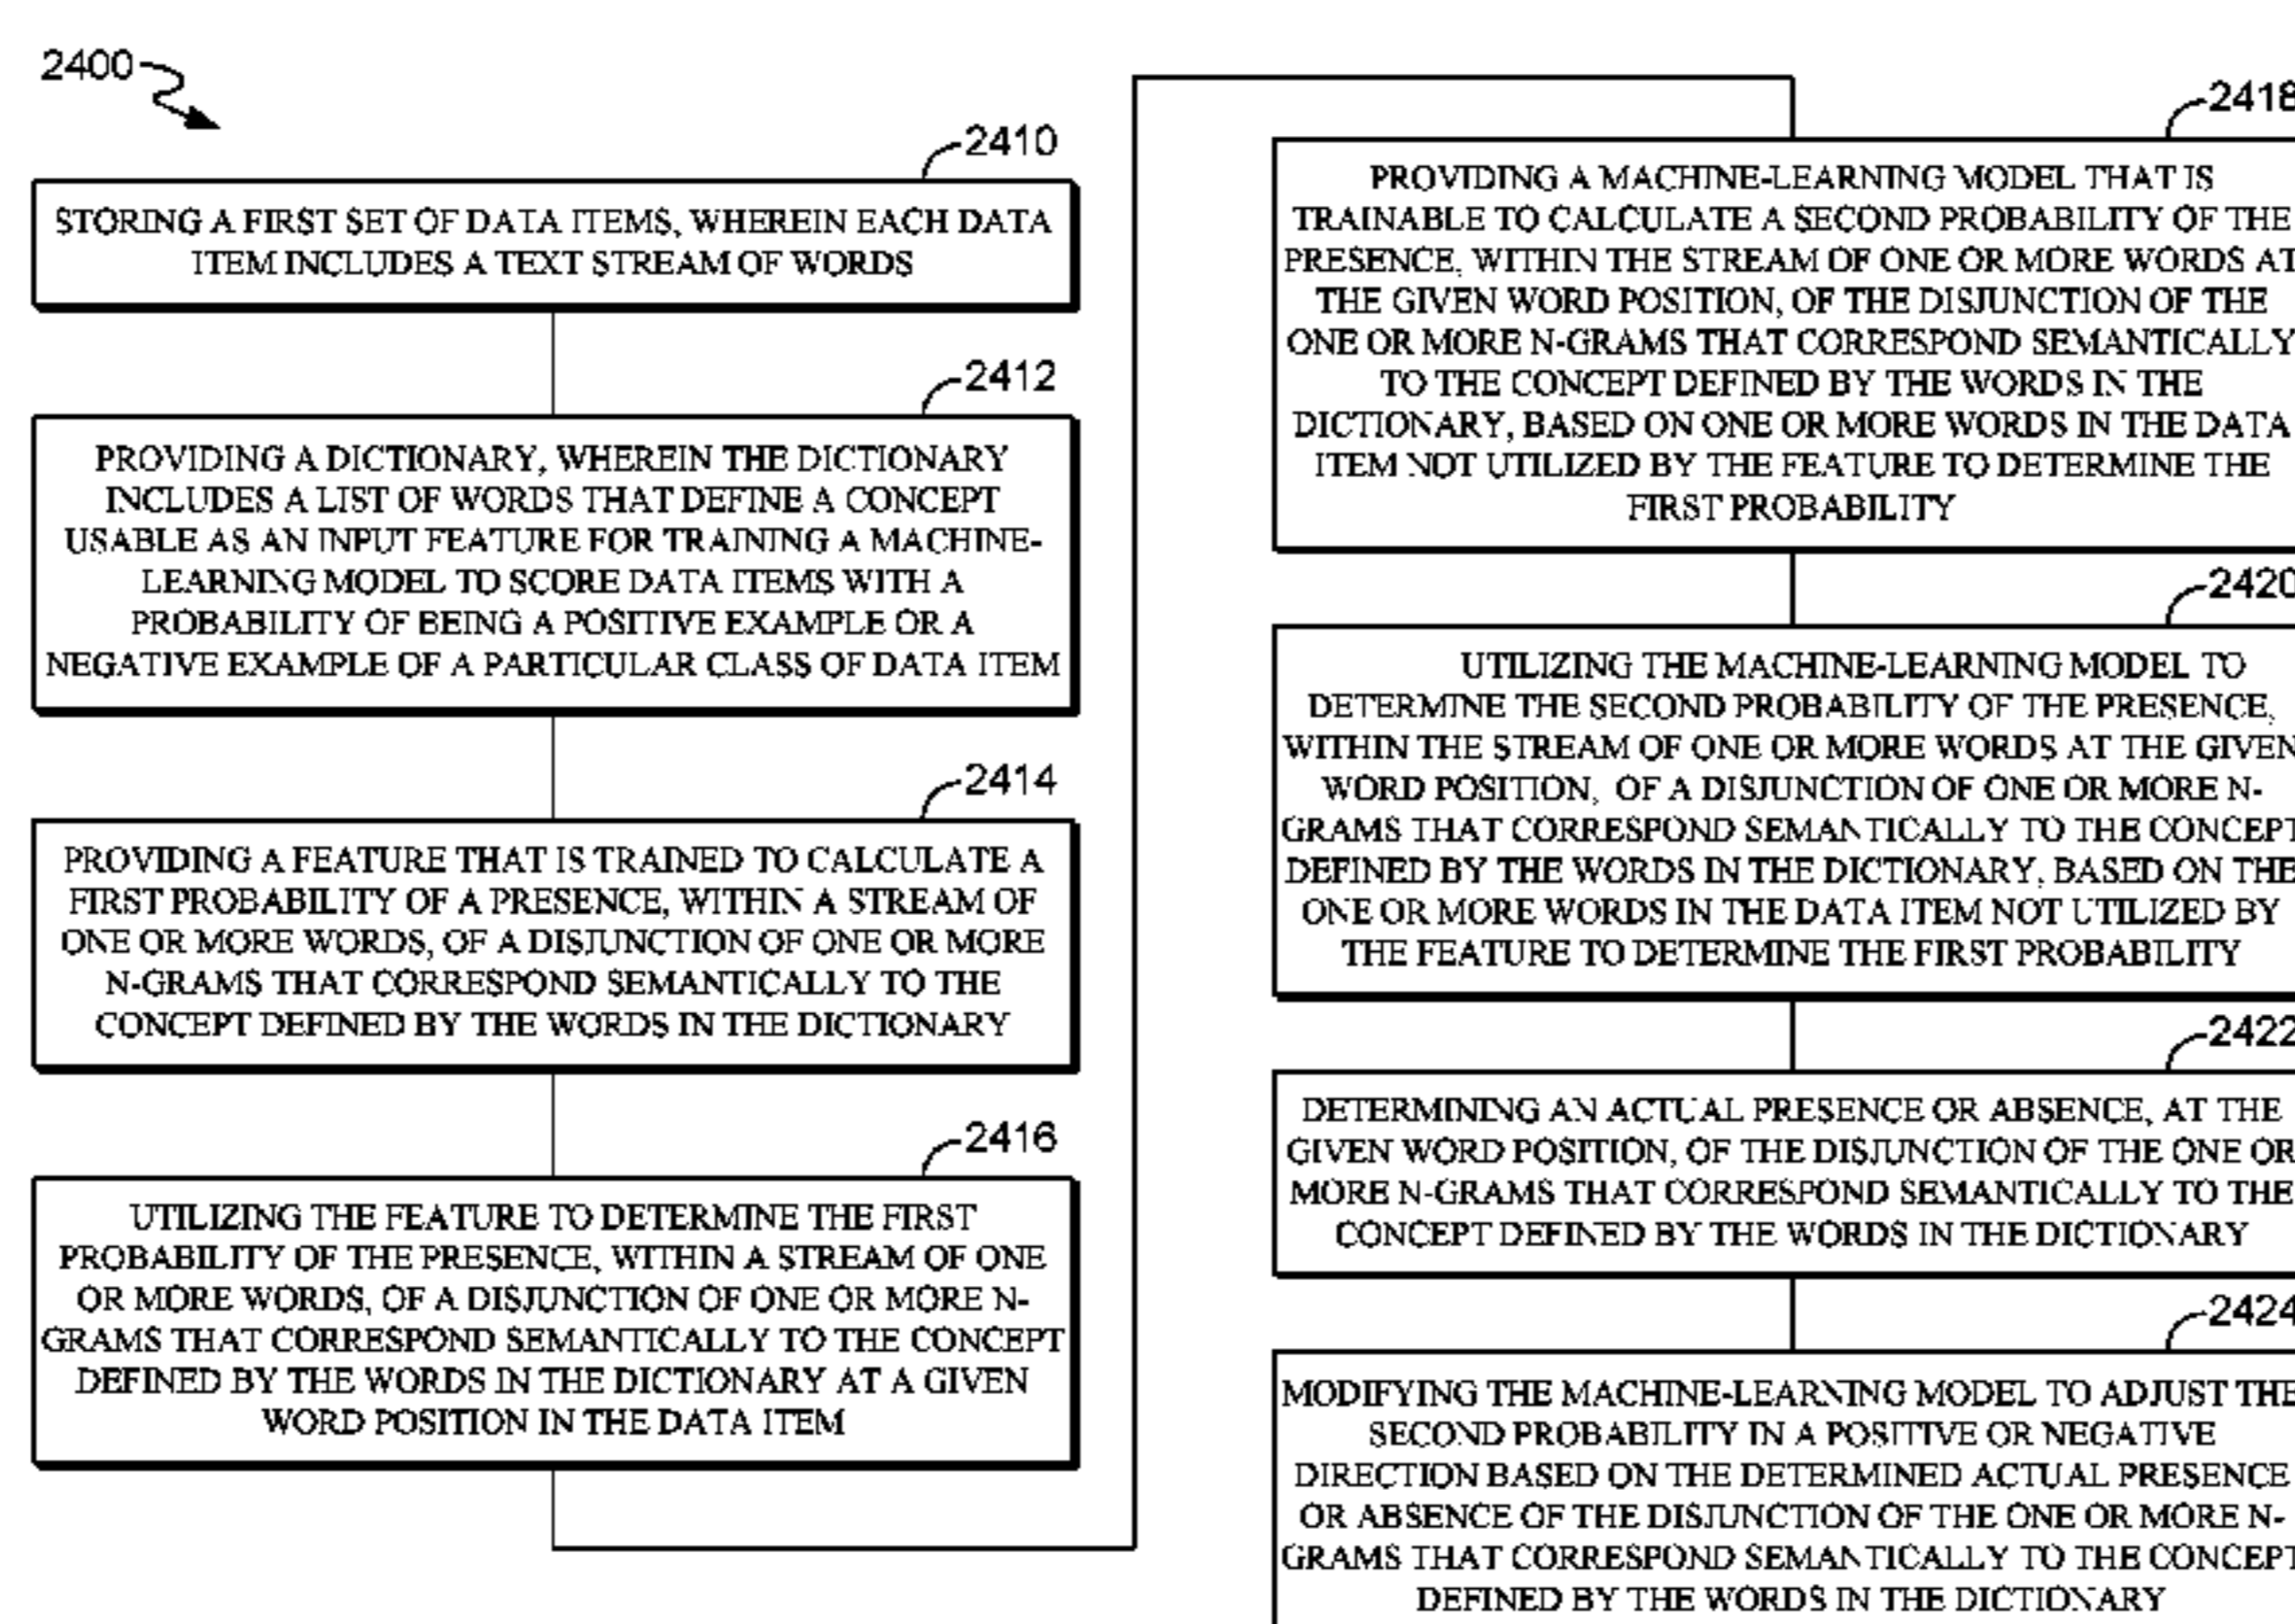 2400
2410
STORING A FIRST SET OF DATA ITEMS, WHEREIN EACH DATA
ITEM INCLUDES A TEXT STREAM OF WORDS
2412
PROVIDING A DICTIONARY, WHEREIN THE DICTIONARY
INCLUDES A LIST OF WORDS THAT DEFINE A CONCEPT
USABLE AS AN INPUT FEATURE FOR TRAINING A MACHINE-
LEARNING MODEL TO SCORE DATA ITEMS WITH A
PROBABILITY OF BEING A POSITIVE EXAMPLE OR A
NEGATIVE EXAMPLE OF A PARTICULAR CLASS OF DATA ITEM
2414
PROVIDING A FEATURE THAT IS TRAINED TO CALCULATE A
FIRST PROBABILITY OF A PRESENCE, WITHIN A STREAM OF
ONE OR MORE WORDS, OF A DISJUNCTION OF ONE OR MORE
N-GRAMS THAT CORRESPOND SEMANTICALLY TO THE
CONCEPT DEFINED BY THE WORDS IN THE DICTIONARY
2416
UTILIZING THE FEATURE TO DETERMINE THE FIRST
PROBABILITY OF THE PRESENCE, WITHIN A STREAM OF ONE
OR MORE WORDS, OF A DISJUNCTION OF ONE OR MORE N-
GRAMS THAT CORRESPOND SEMANTICALLY TO THE CONCEPT
DEFINED BY THE WORDS IN THE DICTIONARY AT A GIVEN
WORD POSITION IN THE DATA ITEM
2418
PROVIDING A MACHINE-LEARNING MODEL THAT IS
TRAINABLE TO CALCULATE A SECOND PROBABILITY OF THE
PRESENCE, WITHIN THE STREAM OF ONE OR MORE WORDS AT
THE GIVEN WORD POSITION, OF THE DISJUNCTION OF THE
ONE OR MORE N-GRAMS THAT CORRESPOND SEMANTICALLY
TO THE CONCEPT DEFINED BY THE WORDS IN THE
DICTIONARY, BASED ON ONE OR MORE WORDS IN THE DATA
ITEM NOT UTILIZED BY THE FEATURE TO DETERMINE THE
FIRST PROBABILITY
2420
UTILIZING THE MACHINE-LEARNING MODEL TO
DETERMINE THE SECOND PROBABILITY OF THE PRESENCE,
WITHIN THE STREAM OF ONE OR MORE WORDS AT THE GIVEN
WORD POSITION, OF A DISJUNCTION OF ONE OR MORE N-
GRAMS THAT CORRESPOND SEMANTICALLY TO THE CONCEPT
DEFINED BY THE WORDS IN THE DICTIONARY, BASED ON THE
ONE OR MORE WORDS IN THE DATA ITEM NOT UTILIZED BY
THE FEATURE TO DETERMINE THE FIRST PROBABILITY
2422
DETERMINING AN ACTUAL PRESENCE OR ABSENCE, AT THE
GIVEN WORD POSITION, OF THE DISJUNCTION OF THE ONE OR
MORE N-GRAMS THAT CORRESPOND SEMANTICALLY TO THE
CONCEPT DEFINED BY THE WORDS IN THE DICTIONARY
2424
MODIFYING THE MACHINE-LEARNING MODEL TO ADJUST THE
SECOND PROBABILITY IN A POSITIVE OR NEGATIVE
DIRECTION BASED ON THE DETERMINED ACTUAL PRESENCE
OR ABSENCE OF THE DISJUNCTION OF THE ONE OR MORE N-
GRAMS THAT CORRESPOND SEMANTICALLY TO THE CONCEPT
DEFINED BY THE WORDS IN THE DICTIONARY